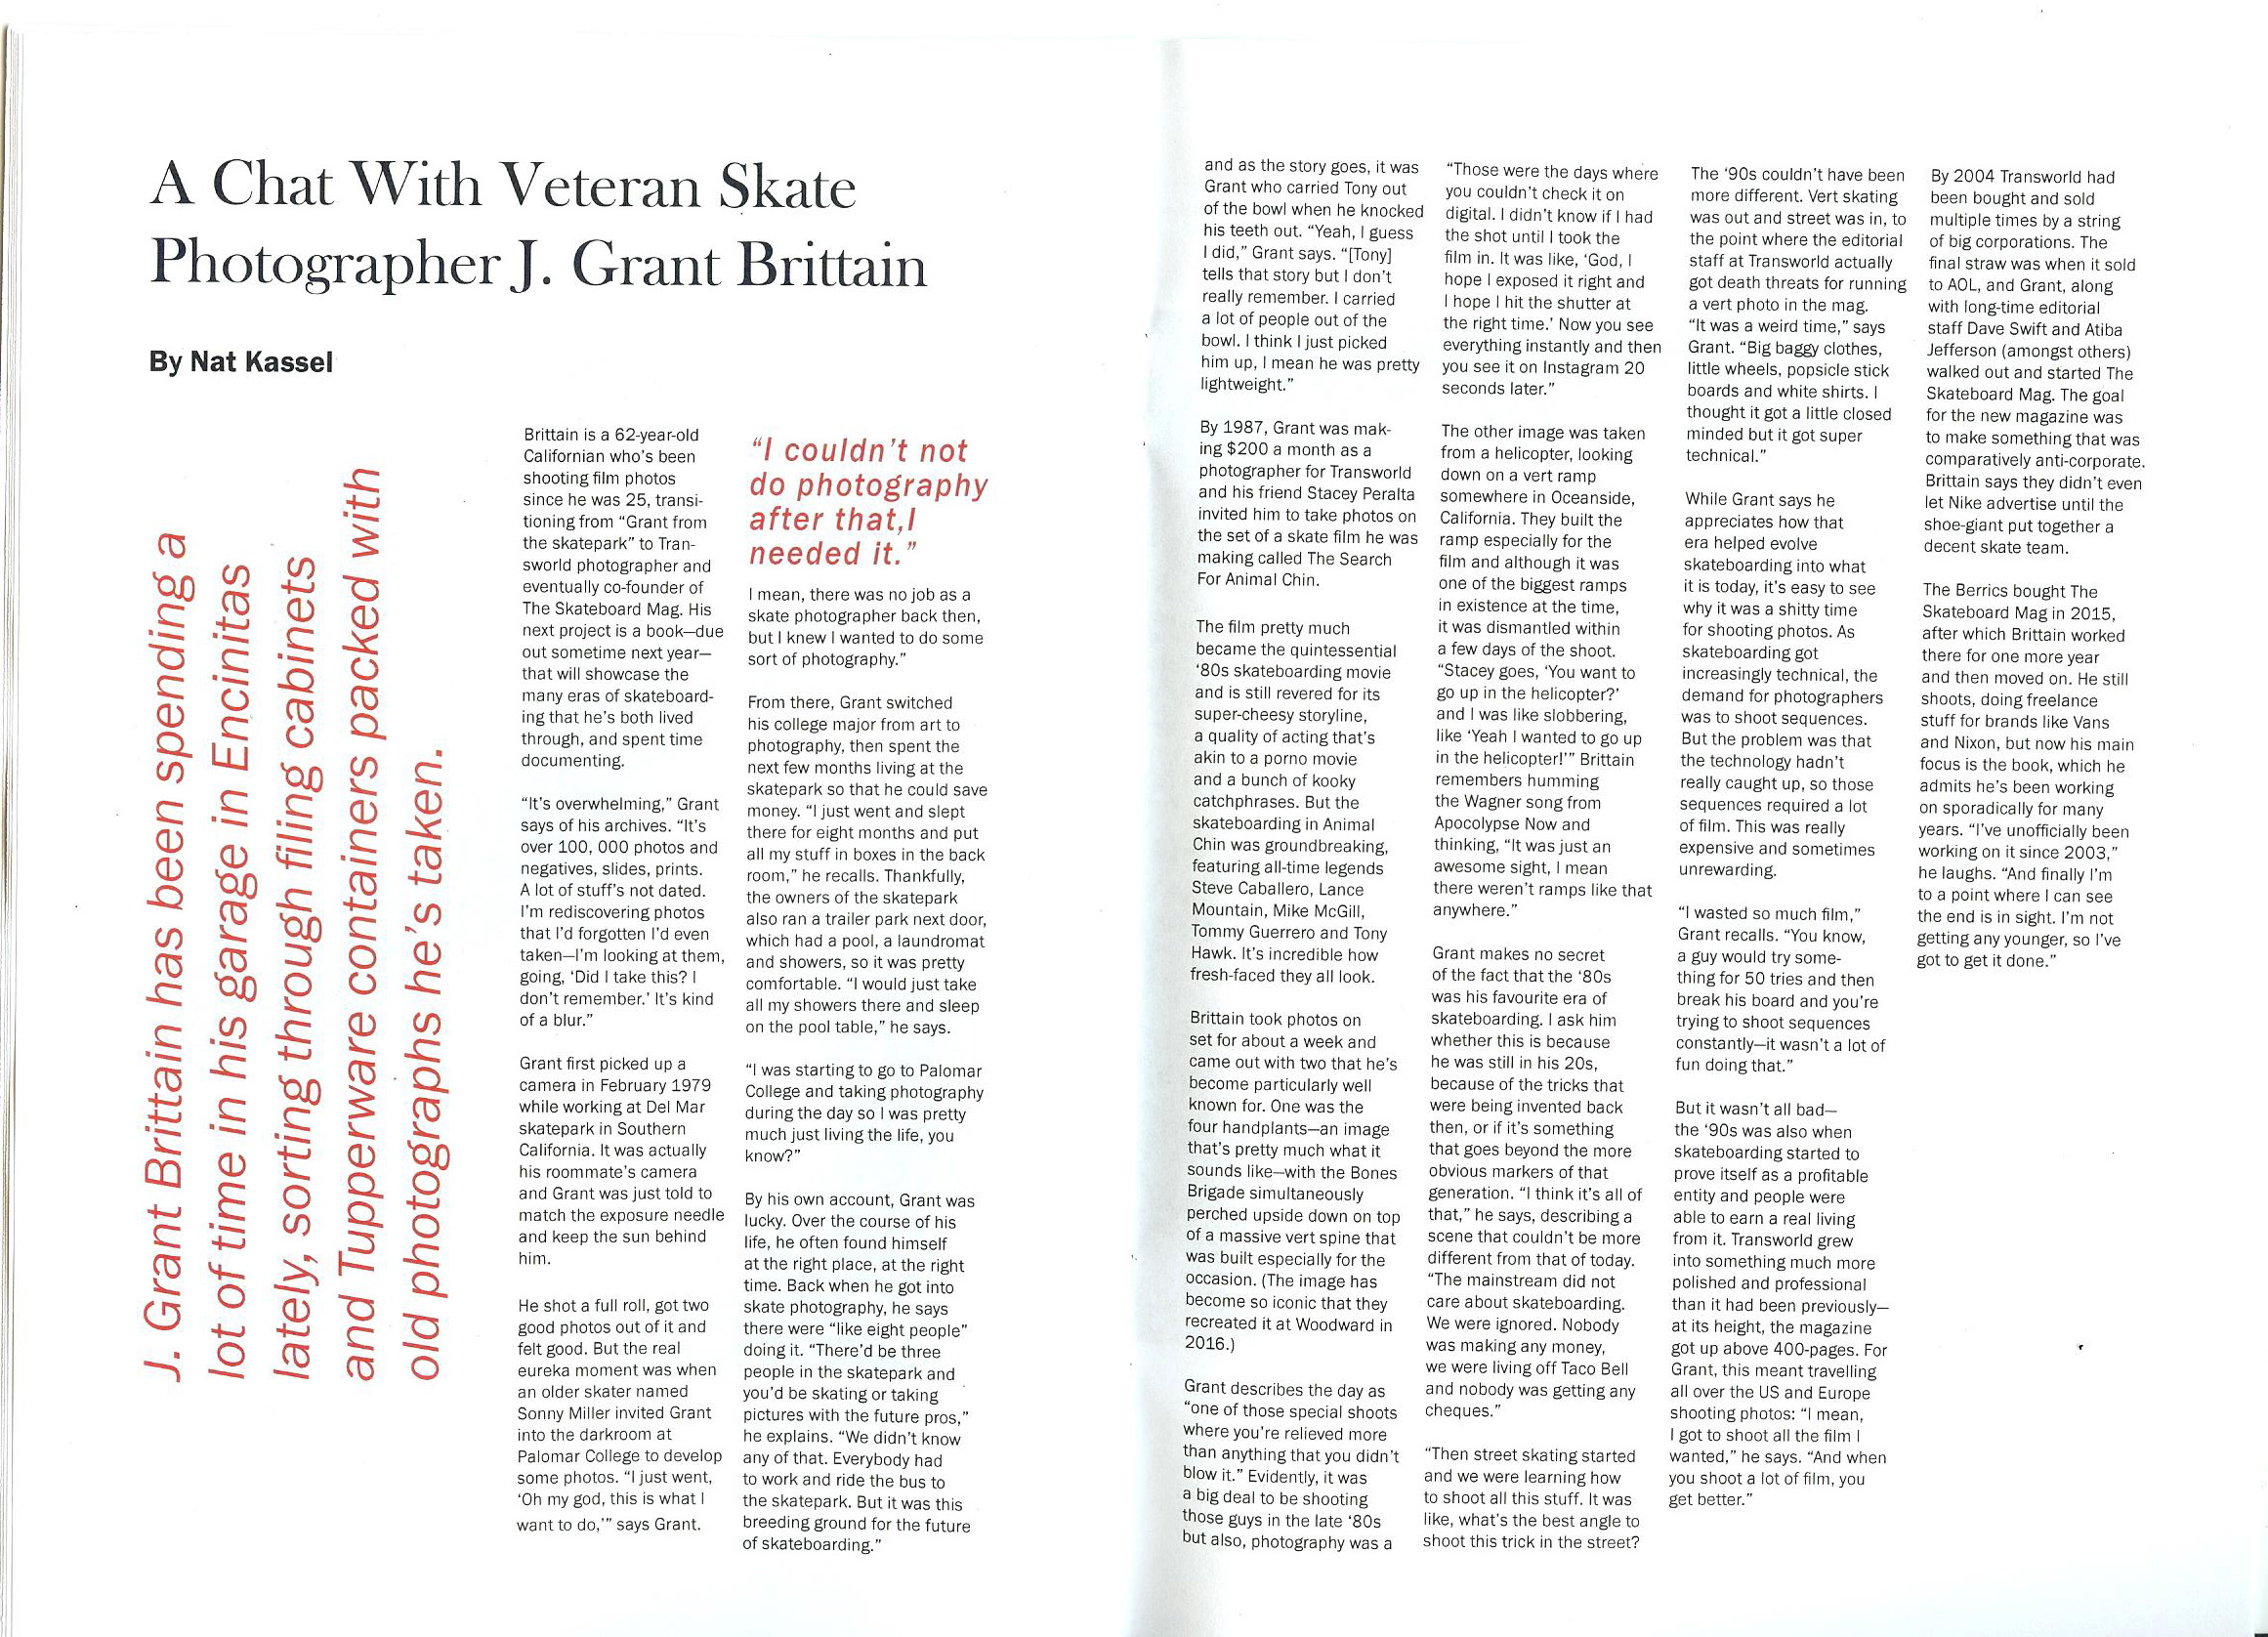 A Chat With Veteran Skate
Photographer J. Grant Brittain
By Nat Kassel
J. Grant Brittain has been spending a
lot of time in his garage in Encinitas
lately, sorting through filing cabinets
and Tupperware containers packed with
old photographs he's taken.
Brittain is a 62-year-old
Californian who's been
shooting film photos
since he was 25, transi-
tioning from “Grant from
the skatepark” to Tran-
sworld photographer and
eventually co-founder of
The Skateboard Mag. His
next project is a book—due
out sometime next year—
that will showcase the
many eras of skateboard-
ing that he's both lived
through, and spent time
documenting.
“It's overwhelming,” Grant
says of his archives. “It's
over 100, 000 photos and
negatives, slides, prints.
A lot of stuff's not dated.
I'm rediscovering photos
that I'd forgotten I'd even
taken—I'm looking at them,
going, ‘Did I take this? I
don't remember.’ It's kind
of a blur.”
Grant first picked up a
camera in February 1979
while working at Del Mar
skatepark in Southern
California. It was actually
his roommate's camera
and Grant was just told to
match the exposure needle
and keep the sun behind
him.
He shot a full roll, got two
good photos out of it and
felt good. But the real
eureka moment was when
an older skater named
Sonny Miller invited Grant
into the darkroom at
Palomar College to develop
some photos. “I just went,
‘Oh my god, this is what I
want to do,’” says Grant.
“I couldn't not
do photography
after that,I
needed it.”
I mean, there was no job as a
skate photographer back then,
but I knew I wanted to do some
sort of photography.”
From there, Grant switched
his college major from art to
photography, then spent the
next few months living at the
skatepark so that he could save
money. “I just went and slept
there for eight months and put
all my stuff in boxes in the back
room,” he recalls. Thankfully,
the owners of the skatepark
also ran a trailer park next door,
which had a pool, a laundromat
and showers, so it was pretty
comfortable. “I would just take
all my showers there and sleep
on the pool table,” he says.
“I was starting to go to Palomar
College and taking photography
during the day so I was pretty
much just living the life, you
know?”
By his own account, Grant was
lucky. Over the course of his
life, he often found himself
at the right place, at the right
time. Back when he got into
skate photography, he says
there were “like eight people”
doing it. “There'd be three
people in the skatepark and
you'd be skating or taking
pictures with the future pros,”
he explains. “We didn't know
any of that. Everybody had
to work and ride the bus to
the skatepark. But it was this
breeding ground for the future
of skateboarding.”
and as the story goes, it was
Grant who carried Tony out
of the bowl when he knocked
his teeth out. “Yeah, I guess
I did,” Grant says. “[Tony]
tells that story but I don't
really remember. I carried
a lot of people out of the
bowl. I think I just picked
him up, I mean he was pretty
lightweight.”
By 1987, Grant was mak-
ing $200 a month as a
photographer for Transworld
and his friend Stacey Peralta
invited him to take photos on
the set of a skate film he was
making called The Search
For Animal Chin.
The film pretty much
became the quintessential
‘80s skateboarding movie
and is still revered for its
super-cheesy storyline,
a quality of acting that's
akin to a porno movie
and a bunch of kooky
catchphrases. But the
skateboarding in Animal
Chin was groundbreaking,
featuring all-time legends
Steve Caballero, Lance
Mountain, Mike McGill,
Tommy Guerrero and Tony
Hawk. It's incredible how
fresh-faced they all look.
Brittain took photos on
set for about a week and
came out with two that he's
become particularly well
known for. One was the
four handplants—an image
that's pretty much what it
sounds like—with the Bones
Brigade simultaneously
perched upside down on top
of a massive vert spine that
was built especially for the
occasion. (The image has
become so iconic that they
recreated it at Woodward in
2016.)
Grant describes the day as
“one of those special shoots
where you're relieved more
than anything that you didn't
blow it.” Evidently, it was
a big deal to be shooting
those guys in the late ‘80s
but also, photography was a
“Those were the days where
you couldn't check it on
digital. I didn't know if I had
the shot until I took the
film in. It was like, ‘God, I
hope I exposed it right and
I hope I hit the shutter at
the right time.’ Now you see
everything instantly and then
you see it on Instagram 20
seconds later.”
The other image was taken
from a helicopter, looking
down on a vert ramp
somewhere in Oceanside,
California. They built the
ramp especially for the
film and although it was
one of the biggest ramps
in existence at the time,
it was dismantled within
a few days of the shoot.
“Stacey goes, ‘You want to
go up in the helicopter?’
and I was like slobbering,
like ‘Yeah I wanted to go up
in the helicopter!’” Brittain
remembers humming
the Wagner song from
Apocolypse Now and
thinking, “It was just an
awesome sight, I mean
there weren't ramps like that
anywhere.”
Grant makes no secret
of the fact that the ‘80s
was his favourite era of
skateboarding. I ask him
whether this is because
he was still in his 20s,
because of the tricks that
were being invented back
then, or if it's something
that goes beyond the more
obvious markers of that
generation. “I think it's all of
that,” he says, describing a
scene that couldn't be more
different from that of today.
“The mainstream did not
care about skateboarding.
We were ignored. Nobody
was making any money,
we were living off Taco Bell
and nobody was getting any
cheques.”
“Then street skating started
and we were learning how
to shoot all this stuff. It was
like, what's the best angle to
shoot this trick in the street?
The ‘90s couldn't have been
more different. Vert skating
was out and street was in, to
the point where the editorial
staff at Transworld actually
got death threats for running
a vert photo in the mag.
“It was a weird time,” says
Grant. “Big baggy clothes,
little wheels, popsicle stick
boards and white shirts. I
thought it got a little closed
minded but it got super
technical.”
While Grant says he
appreciates how that
era helped evolve
skateboarding into what
it is today, it's easy to see
why it was a shitty time
for shooting photos. As
skateboarding got
increasingly technical, the
demand for photographers
was to shoot sequences.
But the problem was that
the technology hadn't
really caught up, so those
sequences required a lot
of film. This was really
expensive and sometimes
unrewarding.
“I wasted so much film,”
Grant recalls. “You know,
a guy would try some-
thing for 50 tries and then
break his board and you're
trying to shoot sequences
constantly—it wasn't a lot of
fun doing that.”
But it wasn't all bad—
the ‘90s was also when
skateboarding started to
prove itself as a profitable
entity and people were
able to earn a real living
from it. Transworld grew
into something much more
polished and professional
than it had been previously—
at its height, the magazine
got up above 400-pages. For
Grant, this meant travelling
all over the US and Europe
shooting photos: “I mean,
I got to shoot all the film I
wanted,” he says. “And when
you shoot a lot of film, you
get better.”
By 2004 Transworld had
been bought and sold
multiple times by a string
of big corporations. The
final straw was when it sold
to AOL, and Grant, along
with long-time editorial
staff Dave Swift and Atiba
Jefferson (amongst others)
walked out and started The
Skateboard Mag. The goal
for the new magazine was
to make something that was
comparatively anti-corporate.
Brittain says they didn't even
let Nike advertise until the
shoe-giant put together a
decent skate team.
The Berrics bought The
Skateboard Mag in 2015,
after which Brittain worked
there for one more year
and then moved on. He still
shoots, doing freelance
stuff for brands like Vans
and Nixon, but now his main
focus is the book, which he
admits he's been working
on sporadically for many
years. “I've unofficially been
working on it since 2003,”
he laughs. “And finally I'm
to a point where I can see
the end is in sight. I'm not
getting any younger, so I've
got to get it done.”